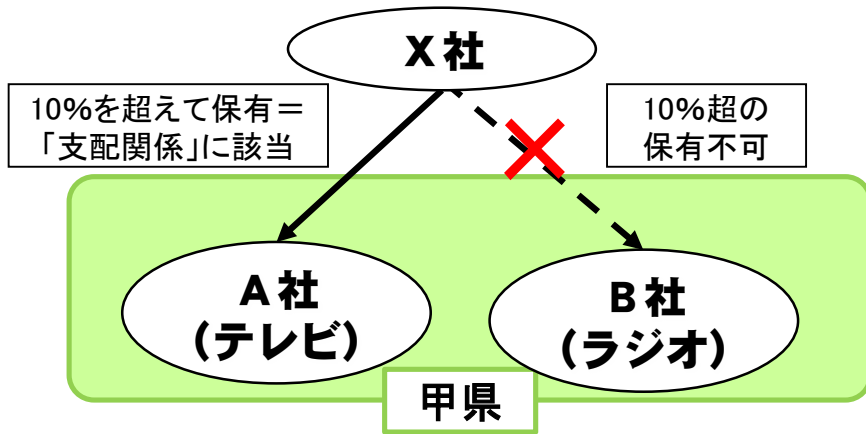 X社
10%を超えて保有=
「支配関係」に該当
10%超の
保有不可
A社
(テレビ)
B社
(ラジオ)
甲県